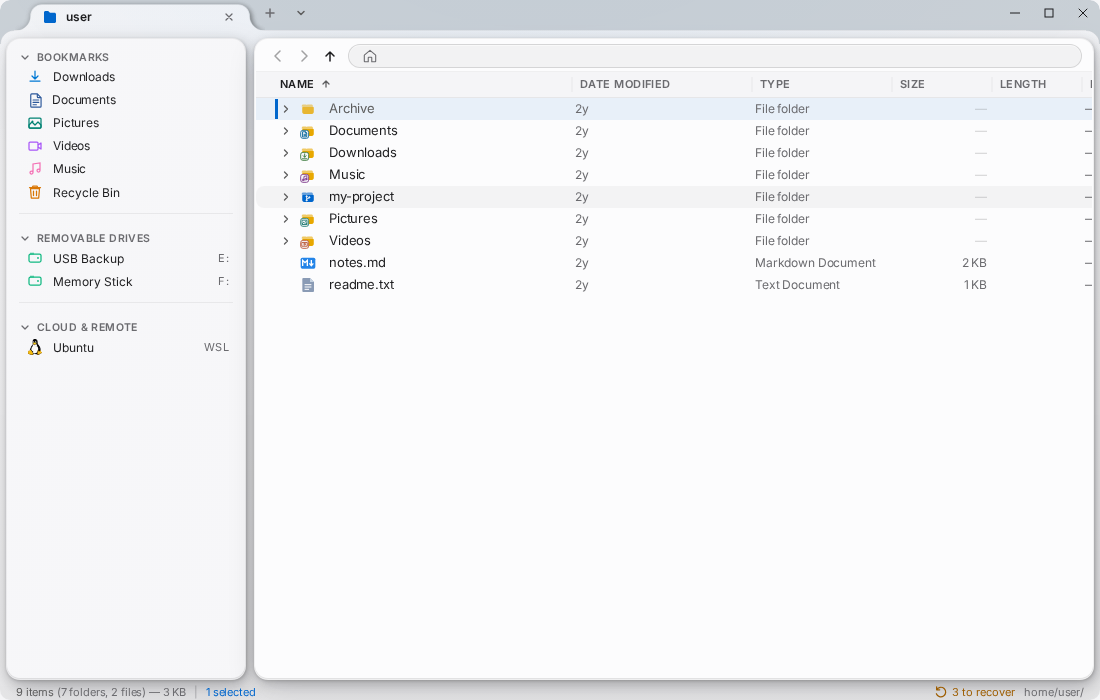 user
BOOKMARKS
Downloads
Documents
Pictures
Videos
Music
Recycle Bin
REMOVABLE DRIVES
USB Backup E:
Memory Stick F:
CLOUD & REMOTE
Ubuntu WSL
NAME DATE MODIFIED TYPE SIZE LENGTH
Archive 2y File folder —
Documents 2y File folder —
Downloads 2y File folder —
Music 2y File folder —
my-project 2y File folder —
Pictures 2y File folder —
Videos 2y File folder —
notes.md 2y Markdown Document 2 KB
readme.txt 2y Text Document 1 KB
9 items (7 folders, 2 files) — 3 KB 1 selected
3 to recover home/user/